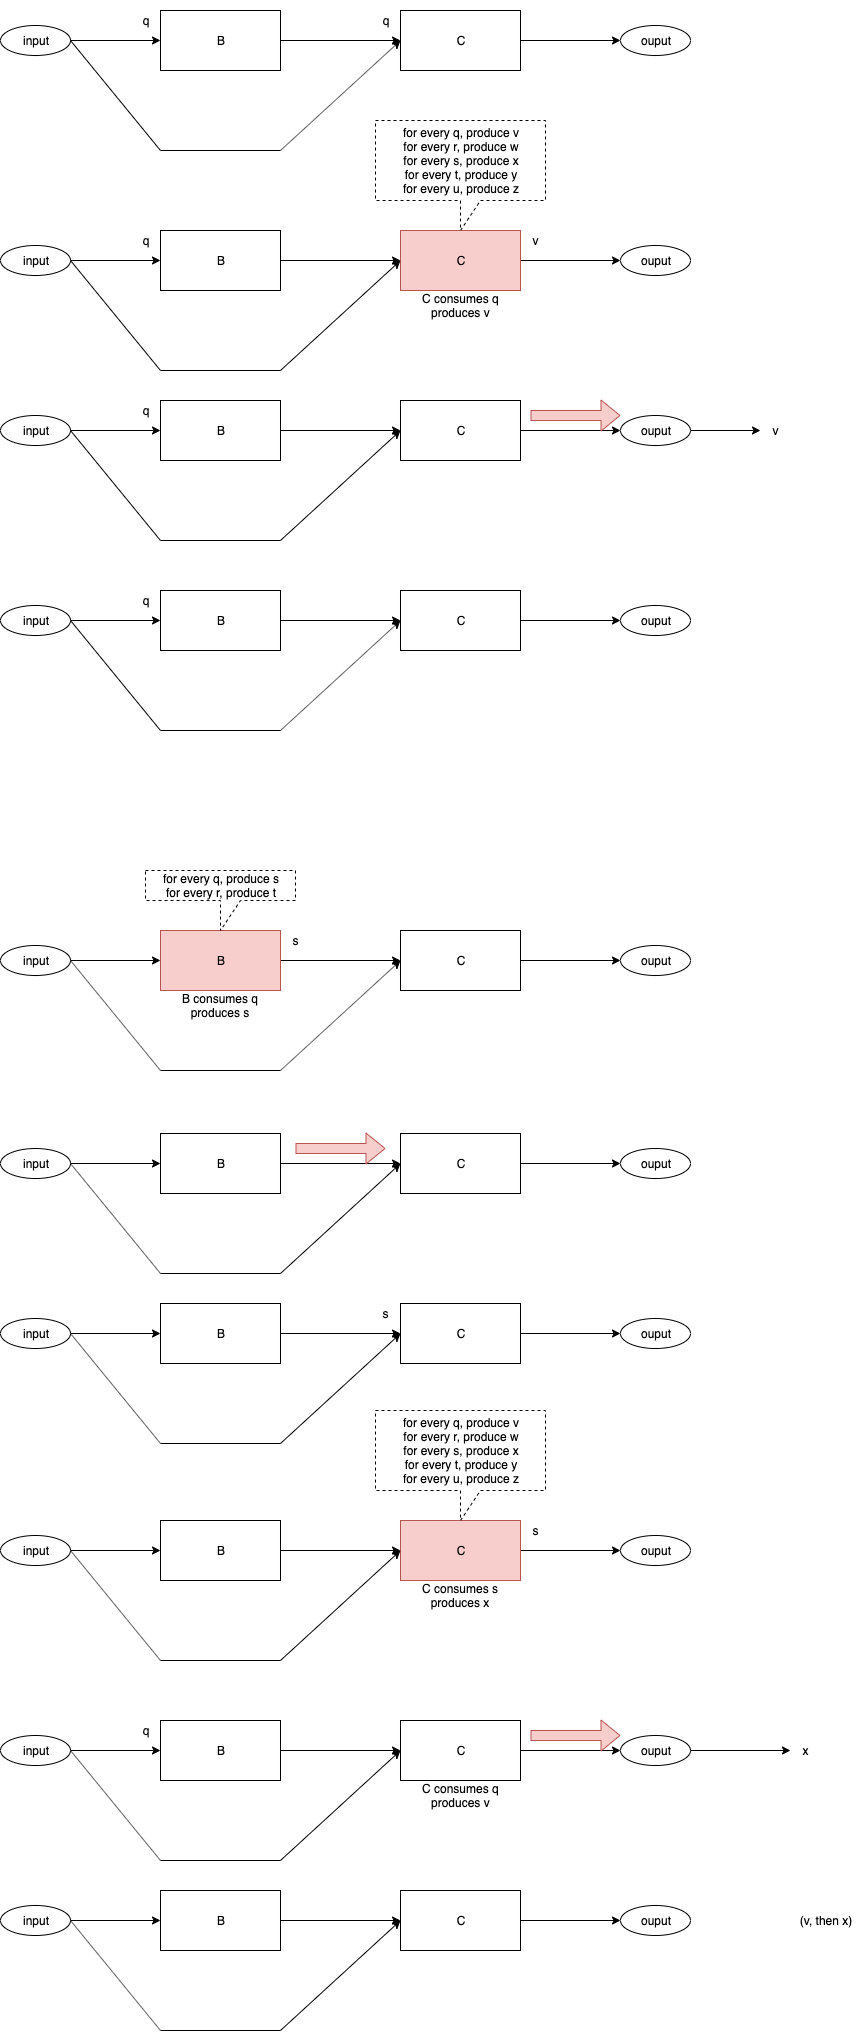 q
q
input
B
C
ouput
for every q, produce v
for every r, produce w
for every s, produce x
for every t, produce y
for every u, produce z
q
v
input
B
C
ouput
C consumes q
produces v
q
input
B
C
ouput
v
q
input
B
C
ouput
for every q, produce s
for every r, produce t
s
input
B
C
ouput
B consumes q
produces s
input
B
C
ouput
s
input
B
C
ouput
for every q, produce v
for every r, produce w
for every s, produce x
for every t, produce y
for every u, produce z
s
input
B
C
ouput
C consumes s
produces x
q
input
B
C
ouput
x
C consumes q
produces v
input
B
C
ouput
(v, then x)